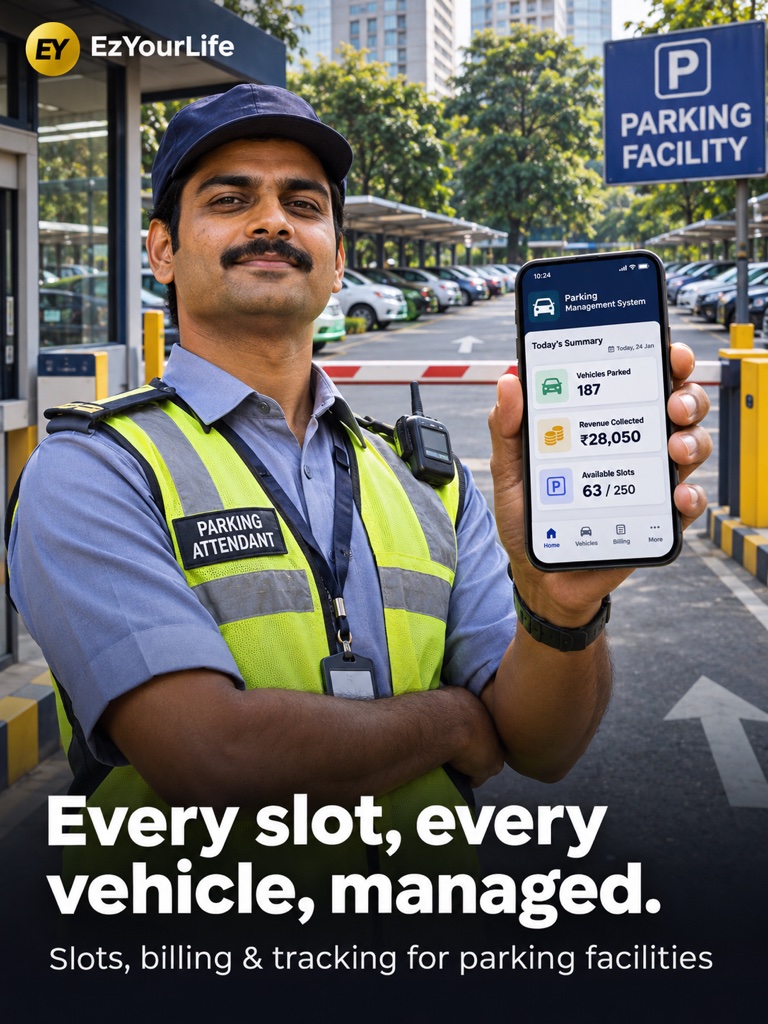 EY EzYourLife
P
PARKING
FACILITY
10:24
Parking
Management System
Today's Summary
Today, 24 Jan
Vehicles Parked
187
Revenue Collected
₹28,050
Available Slots
P
63 / 250
Home Vehicles Billing More
PARKING
ATTENDANT
Every slot, every
vehicle, managed.
Slots, billing & tracking for parking facilities